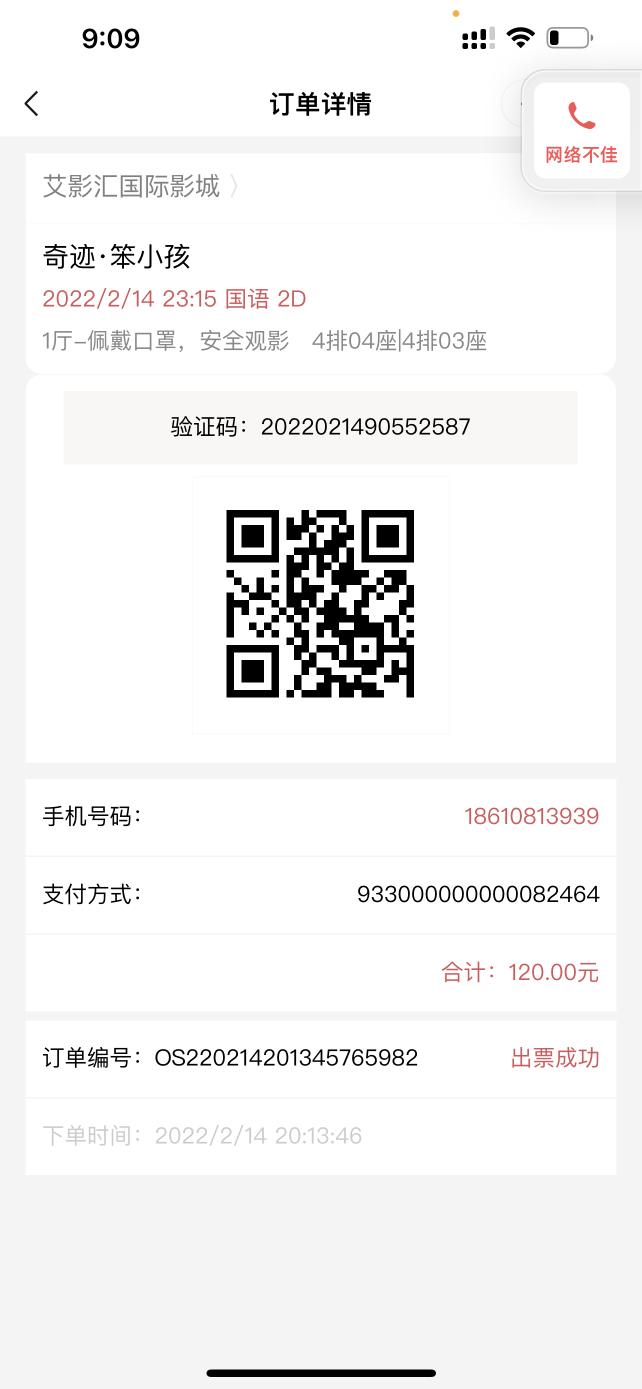 9:09
订单详情
网络不佳
艾影汇国际影城
奇迹·笨小孩
2022/2/14 23:15 国语 2D
1厅-佩戴口罩，安全观影 4排04座|4排03座
验证码：2022021490552587
手机号码： 18610813939
支付方式： 933000000000082464
合计：120.00元
订单编号：OS220214201345765982 出票成功
下单时间：2022/2/14 20:13:46